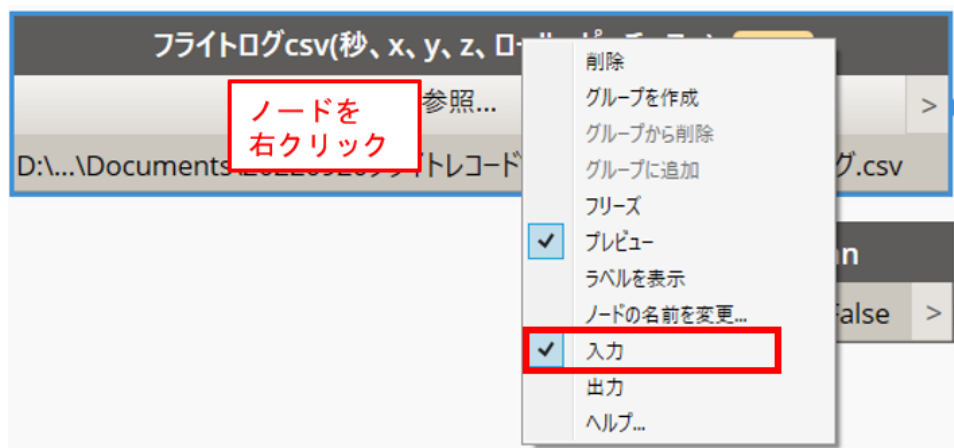 フライトログcsv(秒、x、y、z、
削除
参照...
ノードを
右クリック
グループを作成
>
グループから削除
D:\...\Documents
グループに追加
グ.csv
フリーズ
プレビュー
ラベルを表示
ノードの名前を変更...
alse
>
入力
出力
ヘルプ...